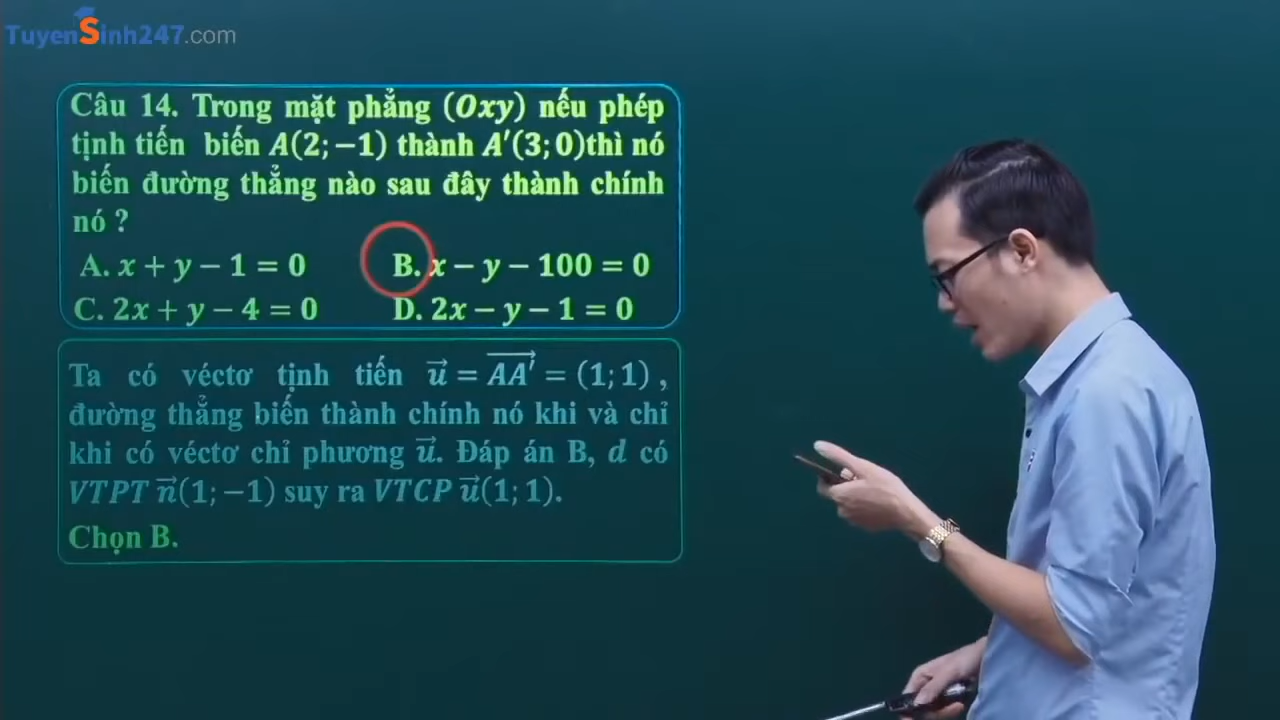 TuyenSinh247.com
Câu 14. Trong mặt phẳng (Oxy) nếu phép
tịnh tiến biến A(2; −1) thành A′(3; 0)thì nó
biến đường thẳng nào sau đây thành chính
nó ?
A. x + y − 1 = 0 B. x − y − 100 = 0
C. 2x + y − 4 = 0 D. 2x − y − 1 = 0
Ta có véctơ tịnh tiến u⃗ = AA′⃗ = (1; 1) ,
đường thẳng biến thành chính nó khi và chỉ
khi có véctơ chỉ phương u⃗. Đáp án B, d có
VTPT n⃗(1; −1) suy ra VTCP u⃗(1; 1).
Chọn B.